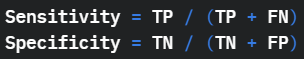 Sensitivity = TP / (TP + FN)
Specificity = TN / (TN + FP)